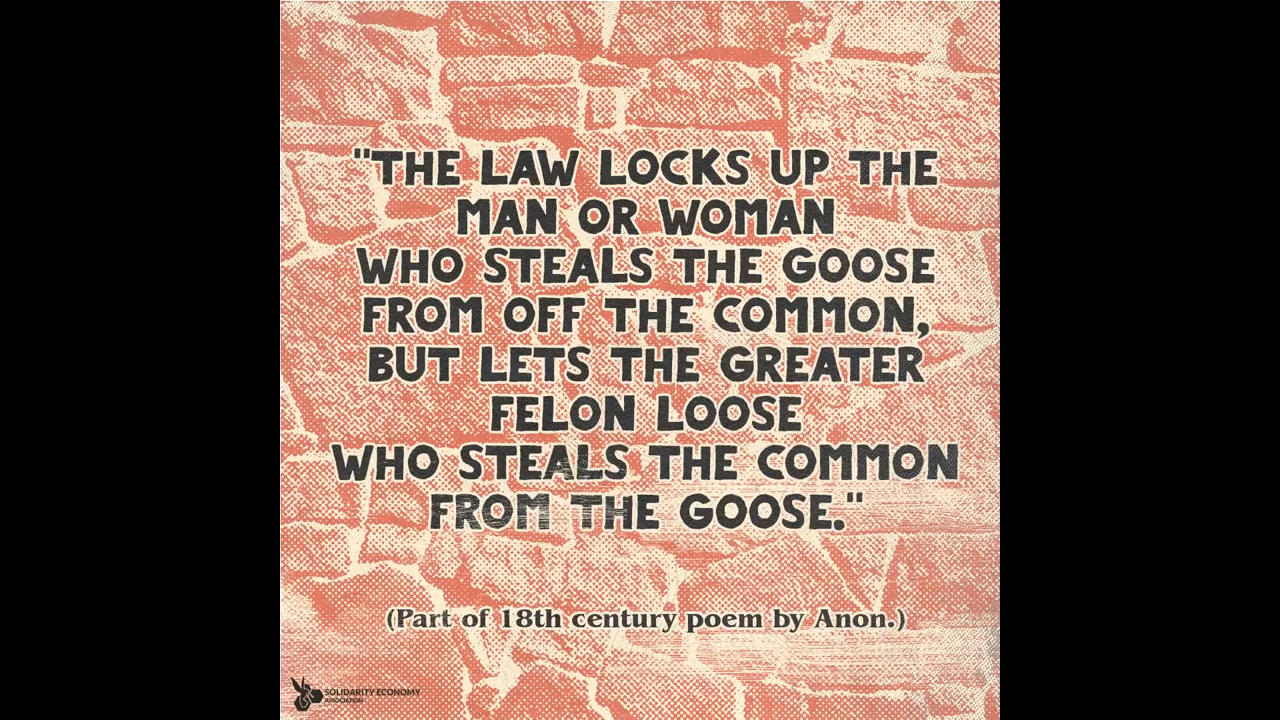 "THE LAW LOCKS UP THE
MAN OR WOMAN
WHO STEALS THE GOOSE
FROM OFF THE COMMON,
BUT LETS THE GREATER
FELON LOOSE
WHO STEALS THE COMMON
FROM THE GOOSE."
(Part of 18th century poem by Anon.)
SOLIDARITY ECONOMY
ASSOCIATION